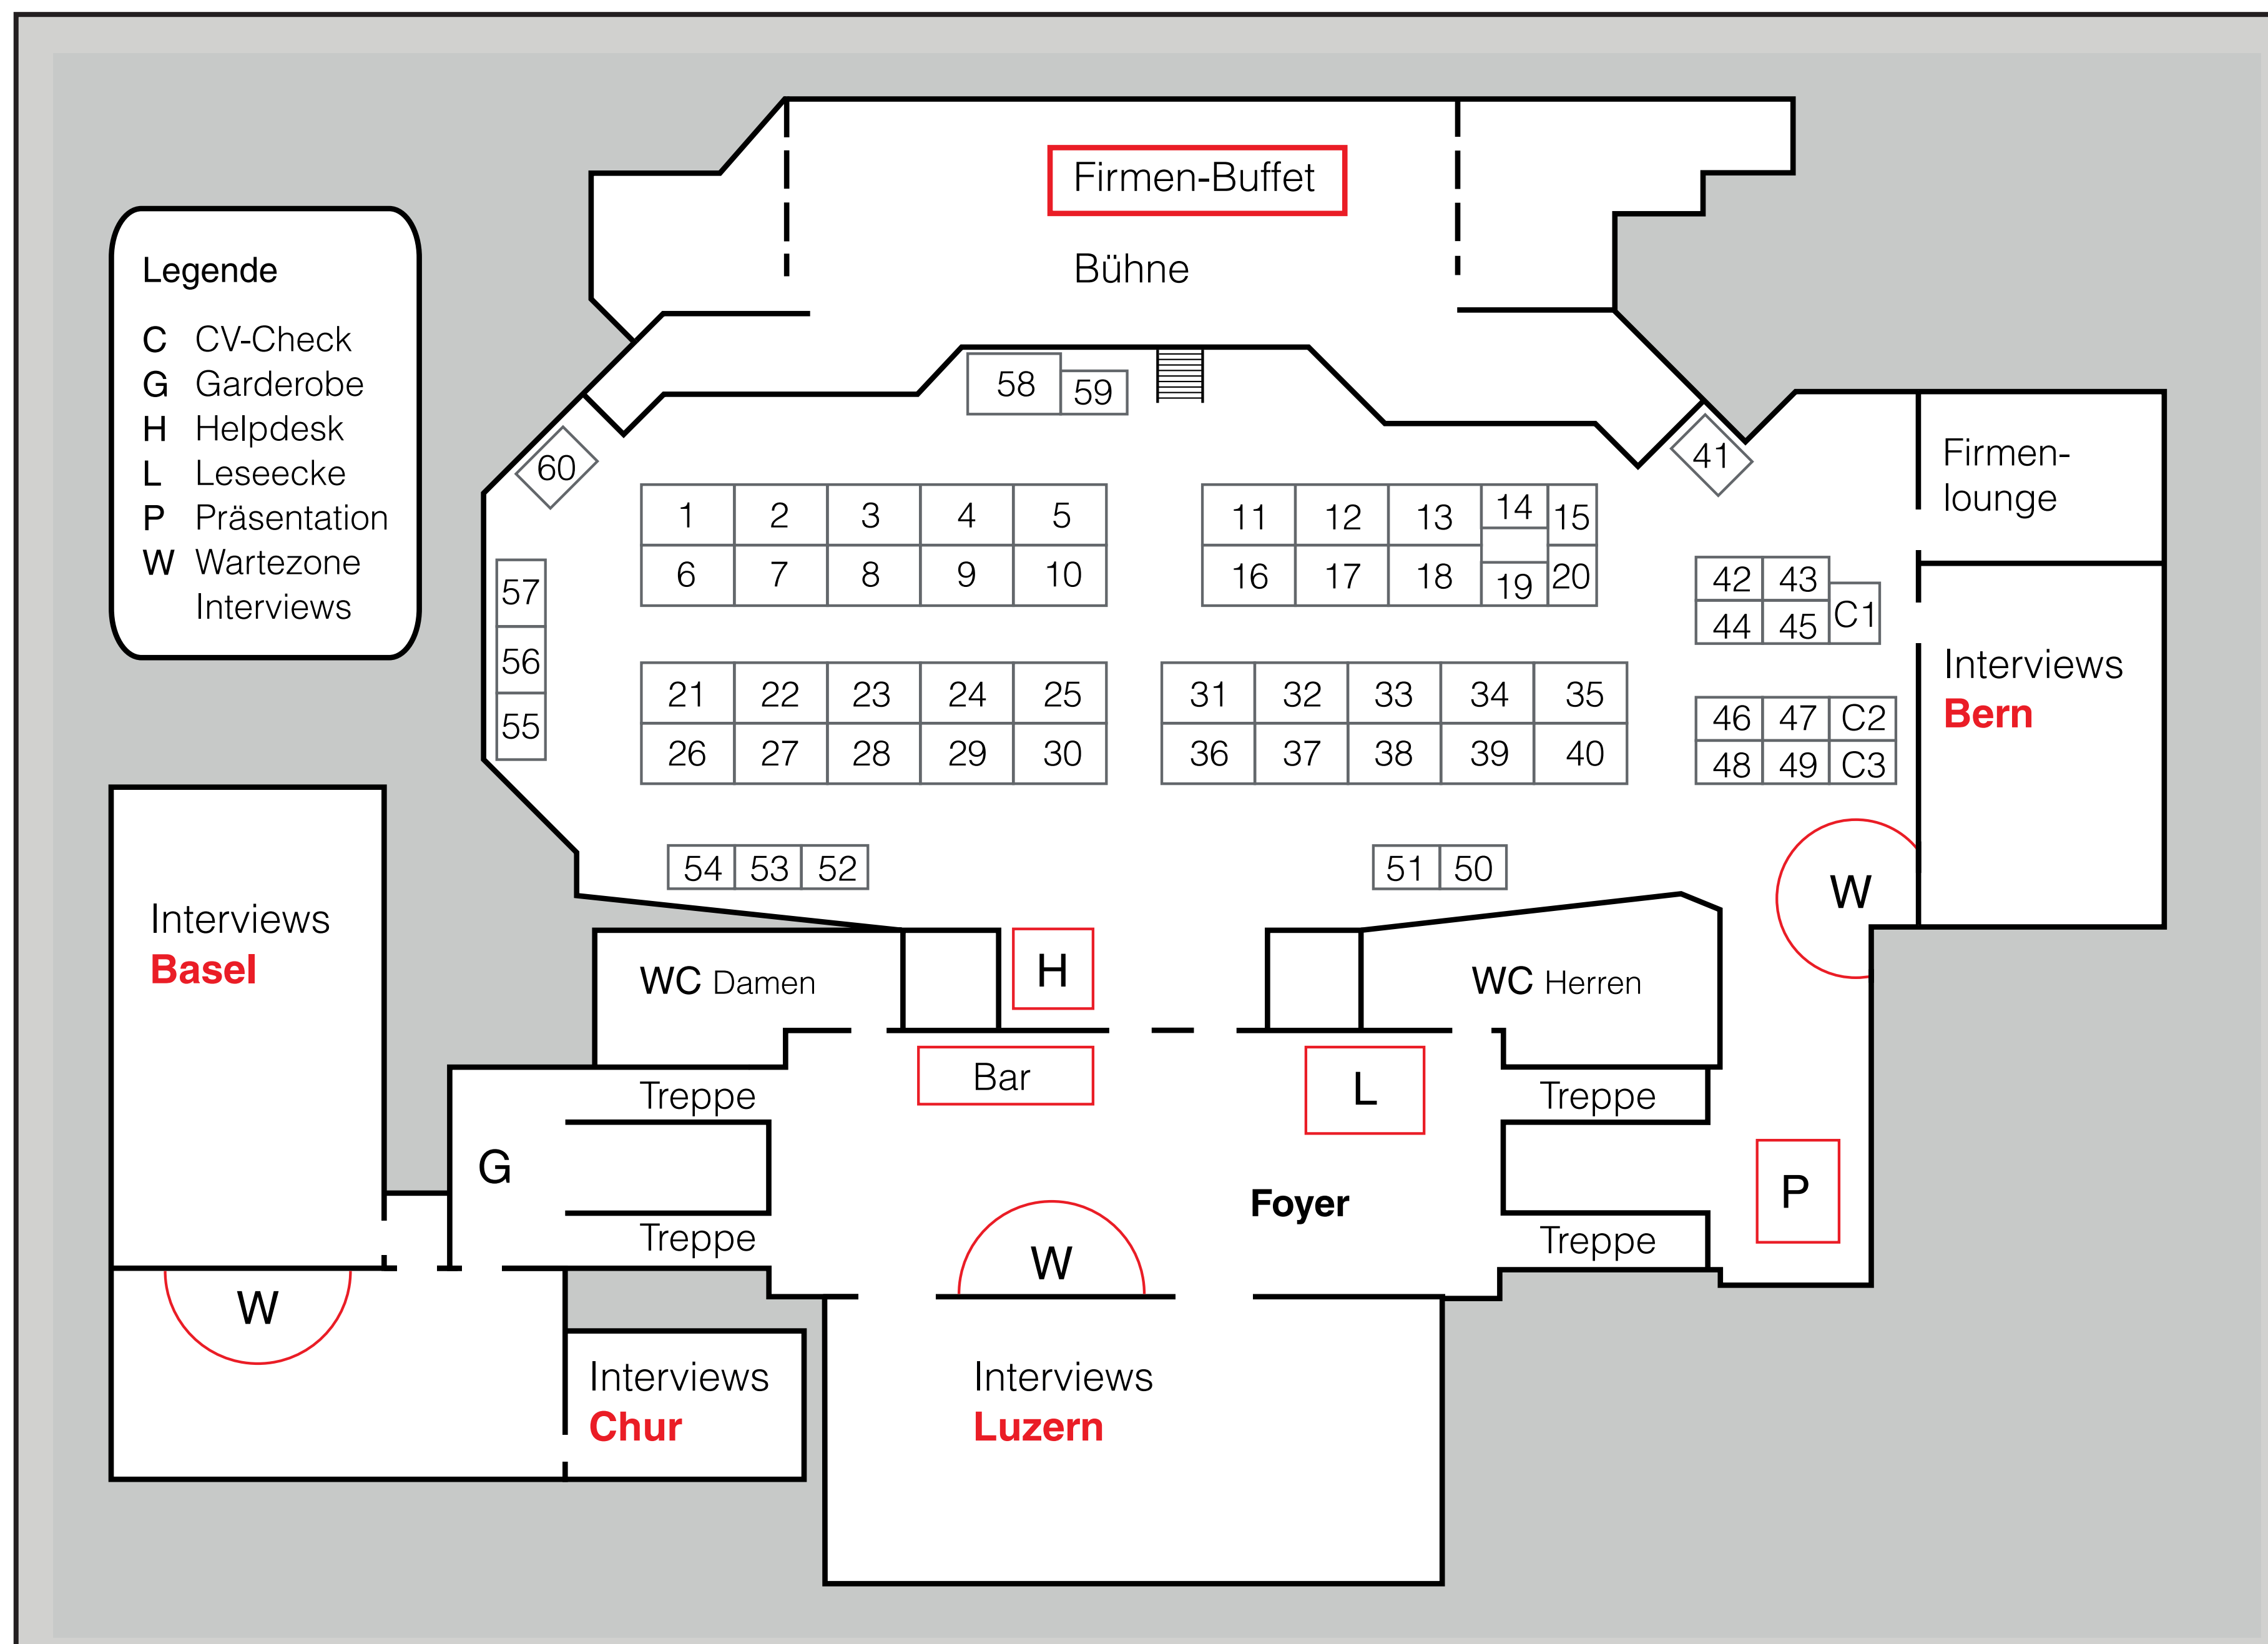 Firmen-Buffet
Bühne
Legende
C CV-Check
G Garderobe
H Helpdesk
L Leseecke
P Präsentation
W Wartezone
Interviews
58 59
60
41
1 2 3 4 5
6 7 8 9 10
11 12 13 14 15
16 17 18 19 20
57
56
55
21 22 23 24 25
26 27 28 29 30
31 32 33 34 35
36 37 38 39 40
42 43
44 45 C1
46 47 C2
48 49 C3
Firmen-
lounge
Interviews
Bern
54 53 52
51 50
W
Interviews
Basel
WC Damen
H
WC Herren
Bar
L
Treppe
Treppe
G
P
Foyer
Treppe
Treppe
W
W
Interviews
Chur
Interviews
Luzern